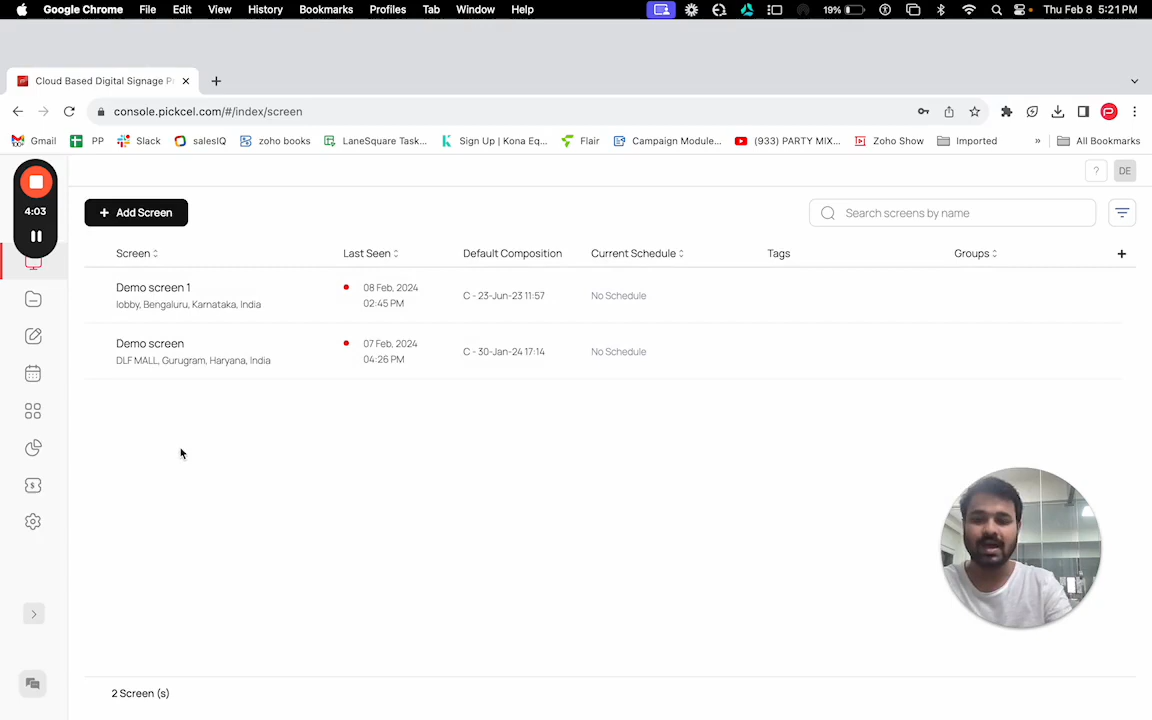 Google Chrome File Edit View History Bookmarks Profiles Tab Window Help 19% Thu Feb 8 5:21 PM
Cloud Based Digital Signage P
console.pickcel.com/#/index/screen
Gmail PP Slack salesIQ zoho books LaneSquare Task... Sign Up | Kona Eq... Flair Campaign Module... (933) PARTY MIX... Zoho Show Imported » All Bookmarks
4:03
? DE
+ Add Screen
Search screens by name
Screen Last Seen Default Composition Current Schedule Tags Groups +
Demo screen 1
lobby, Bengaluru, Karnataka, India
08 Feb, 2024
02:45 PM
C - 23-Jun-23 11:57
No Schedule
Demo screen
DLF MALL, Gurugram, Haryana, India
07 Feb, 2024
04:26 PM
C - 30-Jan-24 17:14
No Schedule
2 Screen (s)